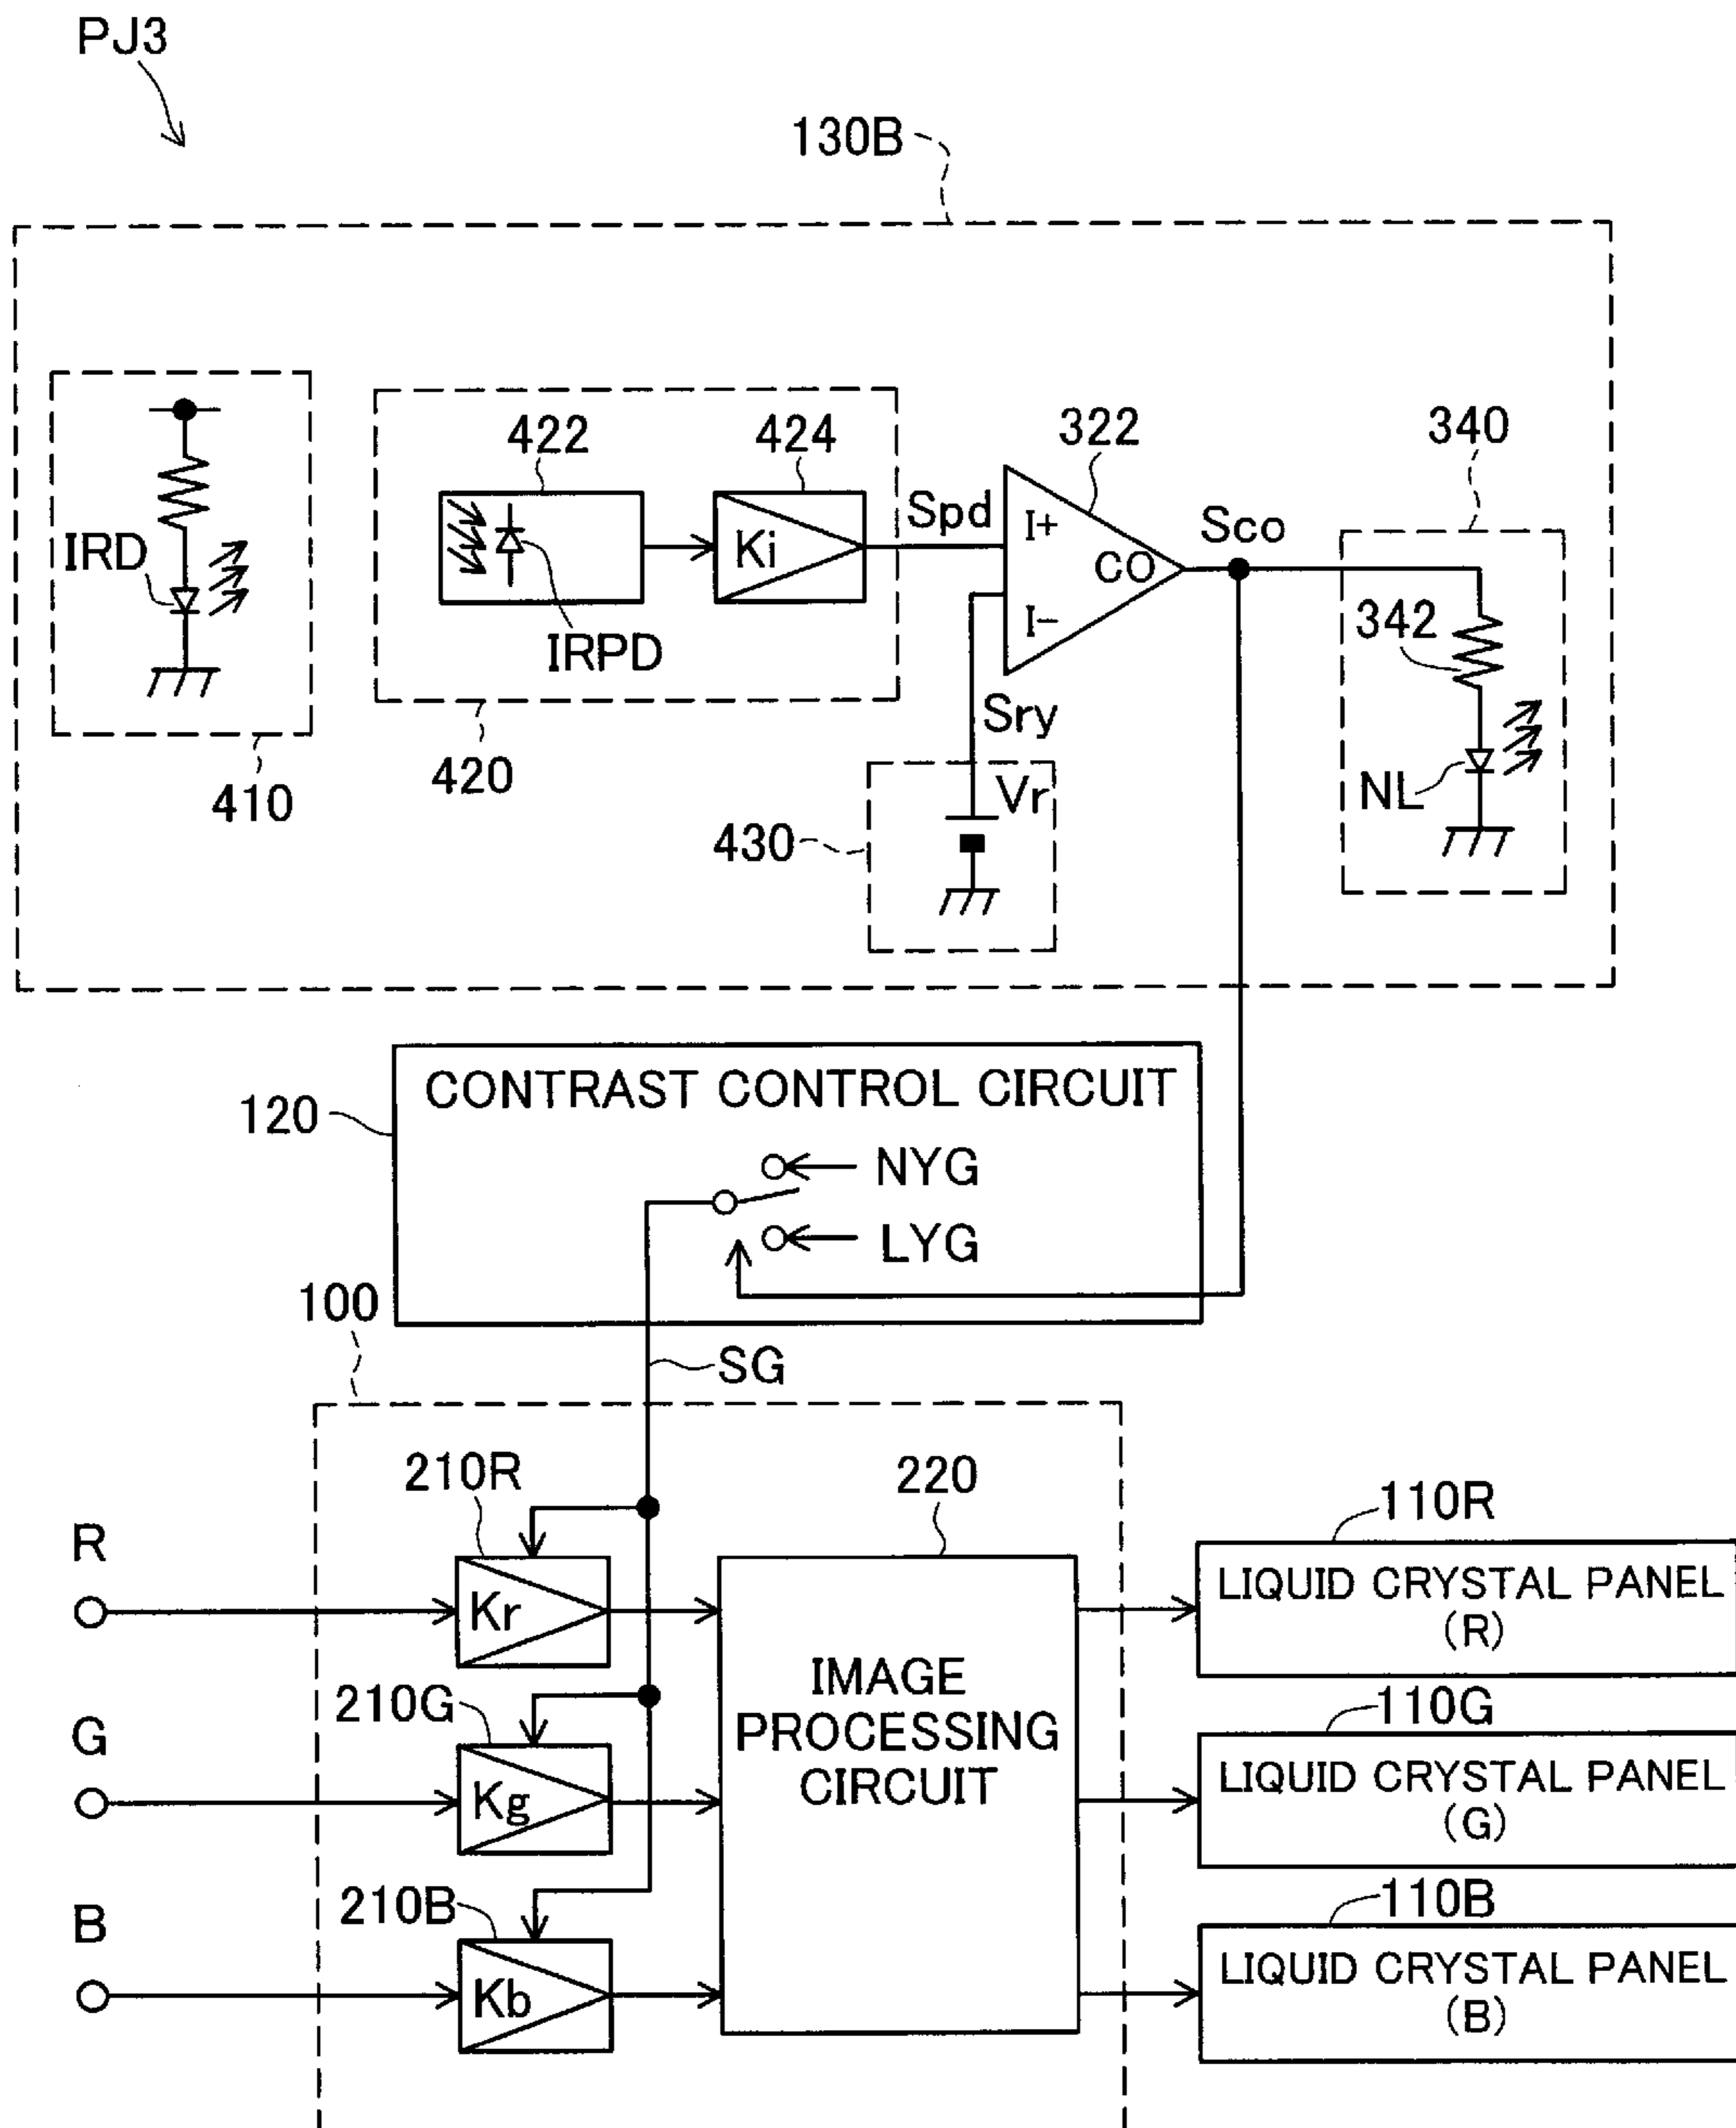 PJ3
130B
422
424
322
340
Spd
I+
Sco
IRD
Ki
CO
342
I-
IRPD
Sry
NL
Vr
410
420
430
CONTRAST CONTROL CIRCUIT
120
NYG
LYG
100
SG
210R
220
110R
R
LIQUID CRYSTAL PANEL
(R)
Kr
IMAGE
PROCESSING
CIRCUIT
210G
110G
G
LIQUID CRYSTAL PANEL
(G)
Kg
210B
110B
B
LIQUID CRYSTAL PANEL
(B)
Kb